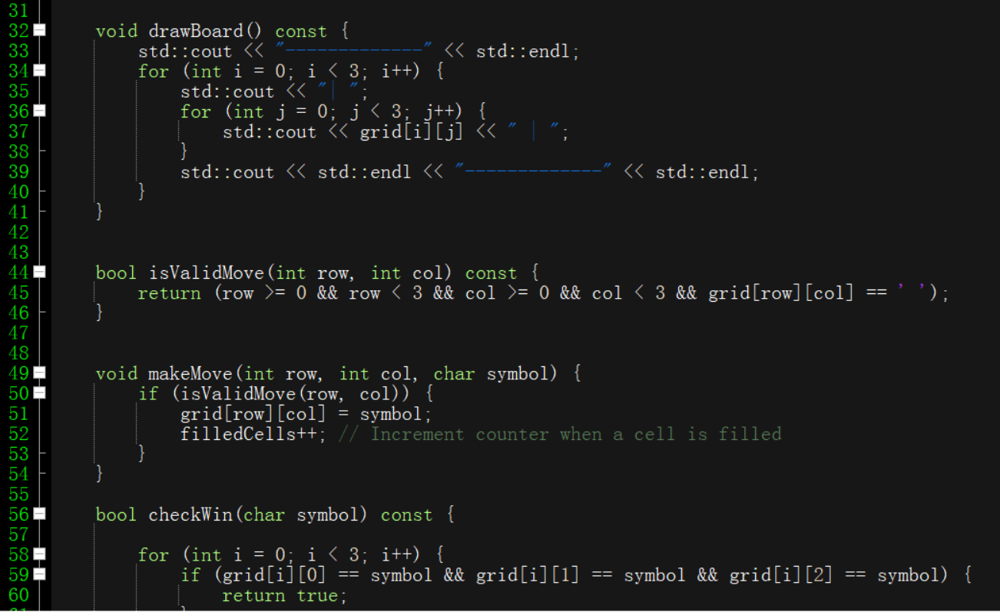 31
32 void drawBoard() const {
33 std::cout << "-------------" << std::endl;
34 for (int i = 0; i < 3; i++) {
35 std::cout << "| ";
36 for (int j = 0; j < 3; j++) {
37 std::cout << grid[i][j] << " | ";
38 }
39 std::cout << std::endl << "-------------" << std::endl;
40 }
41 }
42
43
44 bool isValidMove(int row, int col) const {
45 return (row >= 0 && row < 3 && col >= 0 && col < 3 && grid[row][col] == ' ');
46 }
47
48
49 void makeMove(int row, int col, char symbol) {
50 if (isValidMove(row, col)) {
51 grid[row][col] = symbol;
52 filledCells++; // Increment counter when a cell is filled
53 }
54 }
55
56 bool checkWin(char symbol) const {
57
58 for (int i = 0; i < 3; i++) {
59 if (grid[i][0] == symbol && grid[i][1] == symbol && grid[i][2] == symbol) {
60 return true;